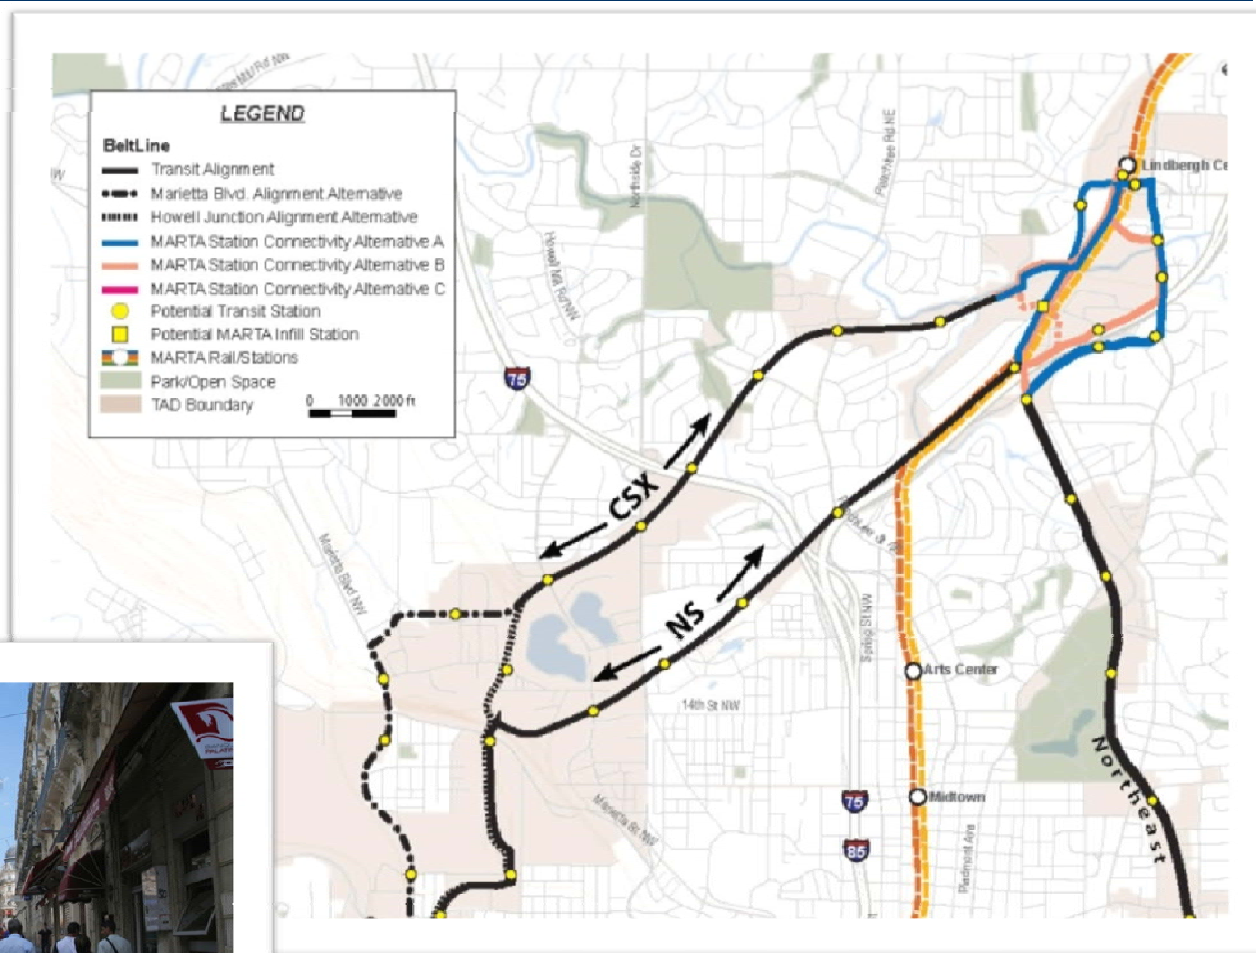 LEGEND
BeltLine
Transit Alignment
Marietta Blvd. Alignment Alternative
Howell Junction Alignment Alternative
MARTA Station Connectivity Alternative A
MARTA Station Connectivity Alternative B
MARTA Station Connectivity Alternative C
Potential Transit Station
Potential MARTA Infill Station
MARTA Rail/Stations
Park/Open Space
TAD Boundary
0 1000 2000 ft
Northside Dr
Peachtree Rd NE
Lindbergh Ce
Howell Mill Rd NW
75
CSX
Marietta Blvd NW
NS
Spring St NW
Arts Center
14th St NW
Northeast
75
Midtown
85
Marietta St NW
Piedmont Ave